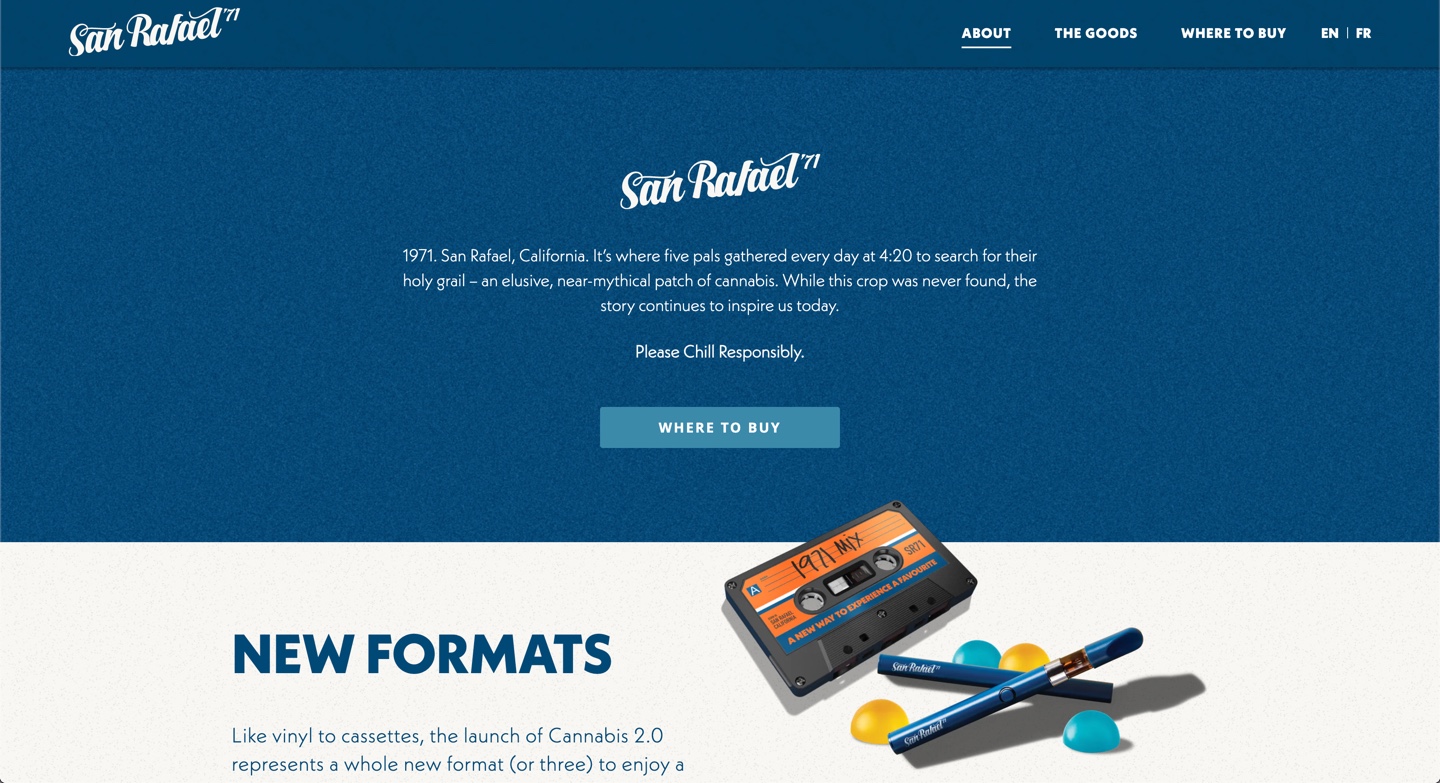 San Rafael '71
ABOUT
THE GOODS
WHERE TO BUY
EN | FR
San Rafael '71
1971. San Rafael, California. It's where five pals gathered every day at 4:20 to search for their
holy grail – an elusive, near-mythical patch of cannabis. While this crop was never found, the
story continues to inspire us today.
Please Chill Responsibly.
WHERE TO BUY
NEW FORMATS
Like vinyl to cassettes, the launch of Cannabis 2.0
represents a whole new format (or three) to enjoy a
A
1971 MIX
SR71
SAN RAFAEL
CALIFORNIA
A NEW WAY TO EXPERIENCE A FAVOURITE
San Rafael '71
San Rafael '71